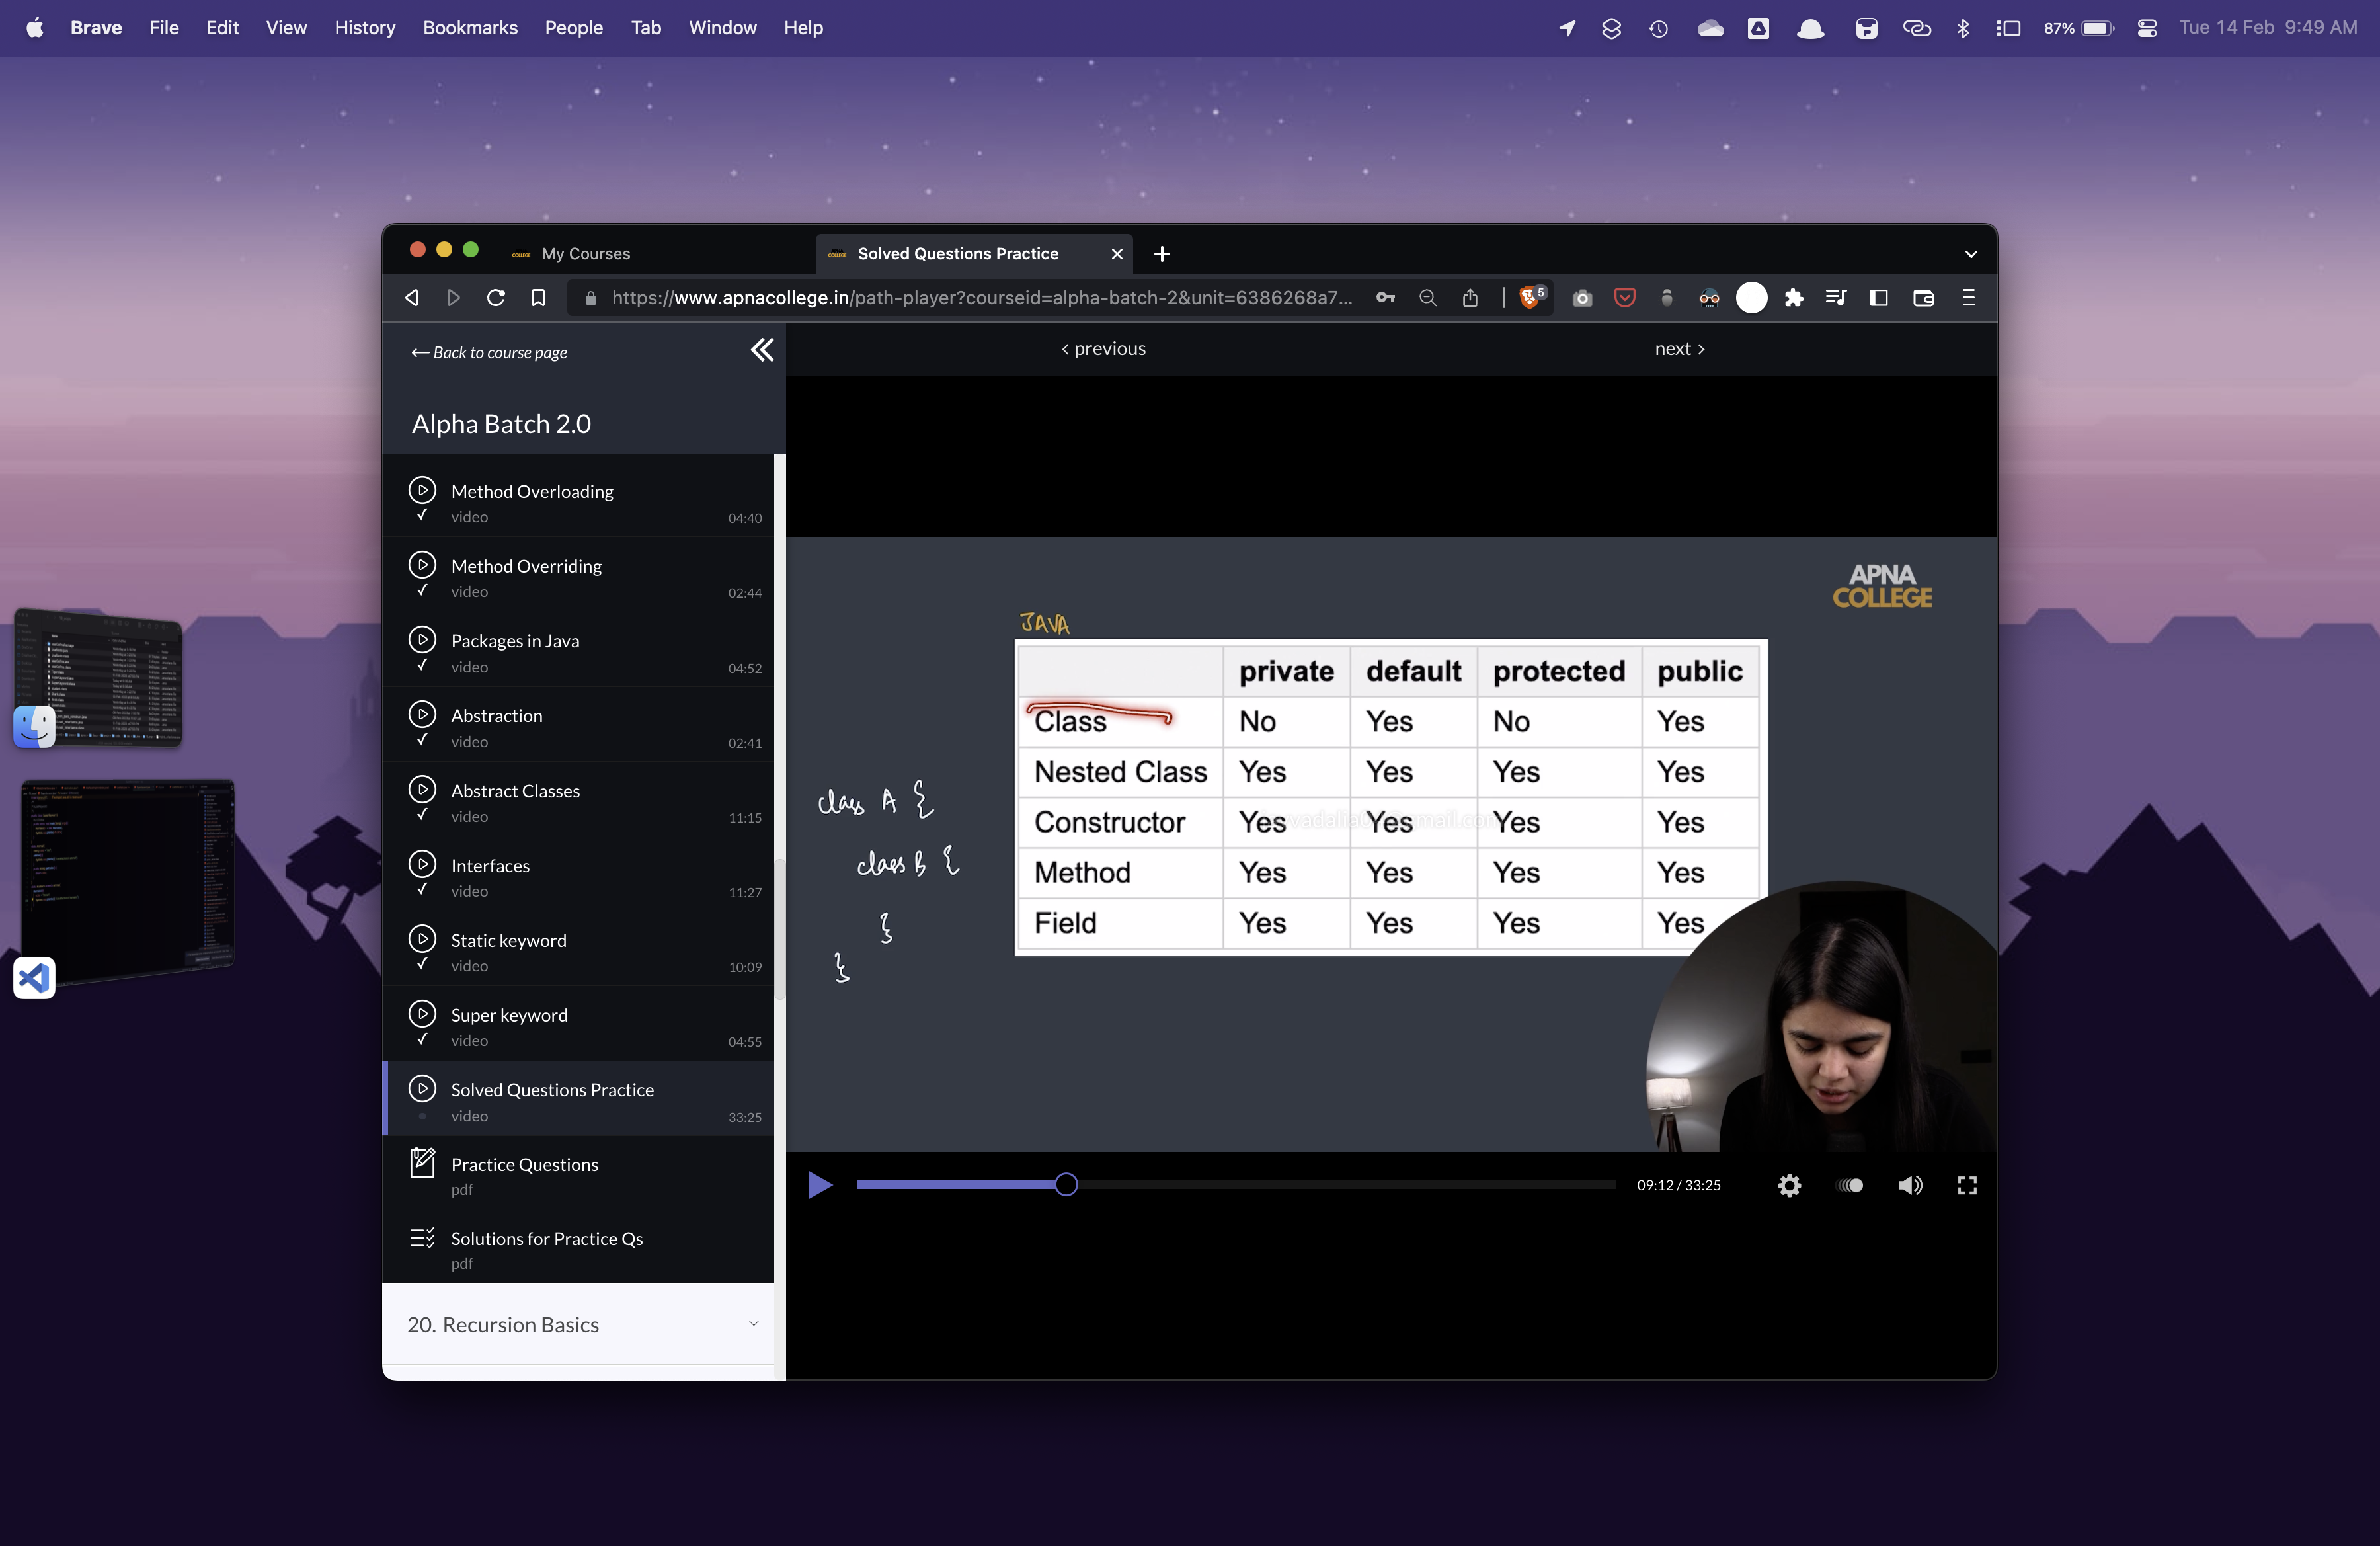 Brave File Edit View History Bookmarks People Tab Window Help 87% Tue 14 Feb 9:49 AM
My Courses
Solved Questions Practice
https://www.apnacollege.in/path-player?courseid=alpha-batch-2&unit=6386268a7...
5
← Back to course page
‹ previous
next ›
Alpha Batch 2.0
Method Overloading
video 04:40
Method Overriding
video 02:44
Packages in Java
video 04:52
Abstraction
video 02:41
Abstract Classes
video 11:15
Interfaces
video 11:27
Static keyword
video 10:09
Super keyword
video 04:55
Solved Questions Practice
video 33:25
Practice Questions
pdf
Solutions for Practice Qs
pdf
20. Recursion Basics
APNA
COLLEGE
JAVA
private default protected public
Class No Yes No Yes
Nested Class Yes Yes Yes Yes
Constructor Yes Yes Yes Yes
Method Yes Yes Yes Yes
Field Yes Yes Yes Yes
class A {
class B {
}
}
09:12 / 33:25